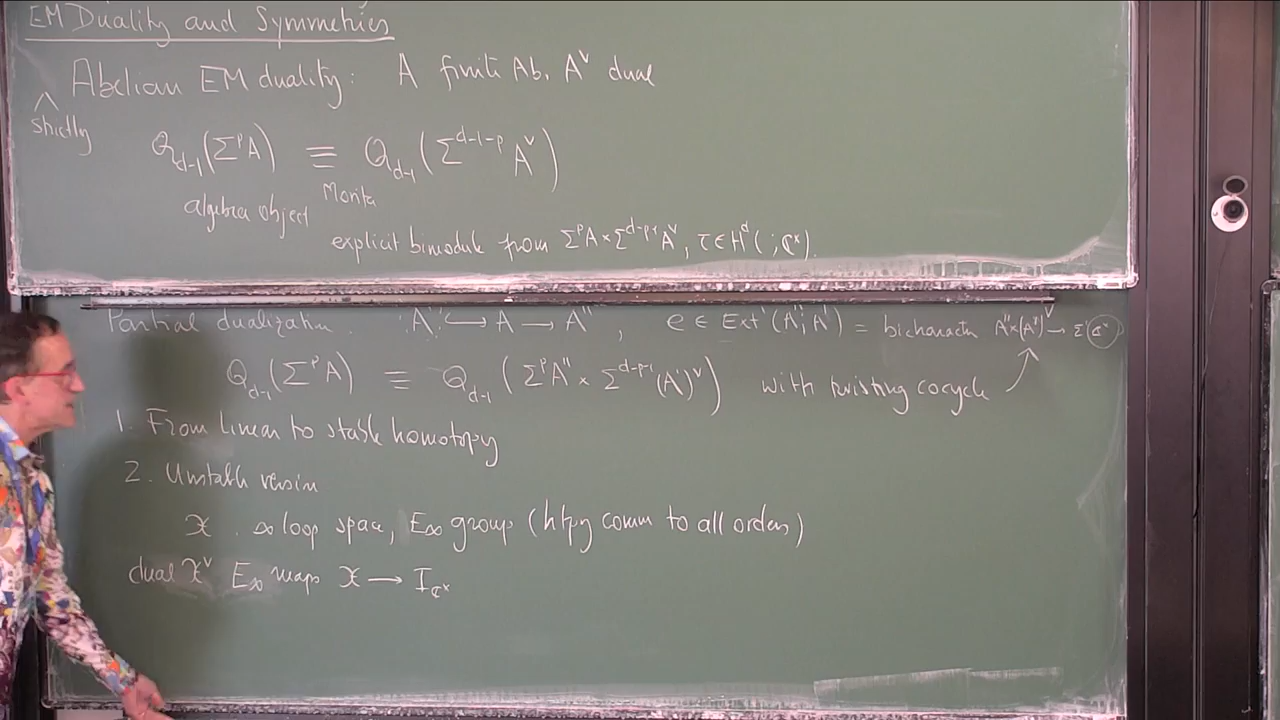 EM Duality and Symmetries
Abelian EM duality: A finite Ab, A^∨ dual
^ strictly
Q_{d-1}(Σ^p A) ≡ Q_{d-1}(Σ^{d-1-p} A^∨)
algebra object Morita
explicit bimodule from Σ^p A × Σ^{d-p-1} A^∨, τ ∈ H^d( ; ℂ^×).
Partial dualization. A' ↪ A → A'', e ∈ Ext^1(A''; A') = bicharacter A'' × (A')^∨ → Σ(ℂ^×)
Q_{d-1}(Σ^p A) ≡ Q_{d-1}(Σ^p A'' × Σ^{d-p-1}(A')^∨) with twisting cocycle
1. From linear to stable homotopy
2. Unstable version
𝒳 . ∞ loop space, E_∞ group (htpy comm to all orders)
dual 𝒳^∨ E_∞ maps 𝒳 → I_{ℂ^×}